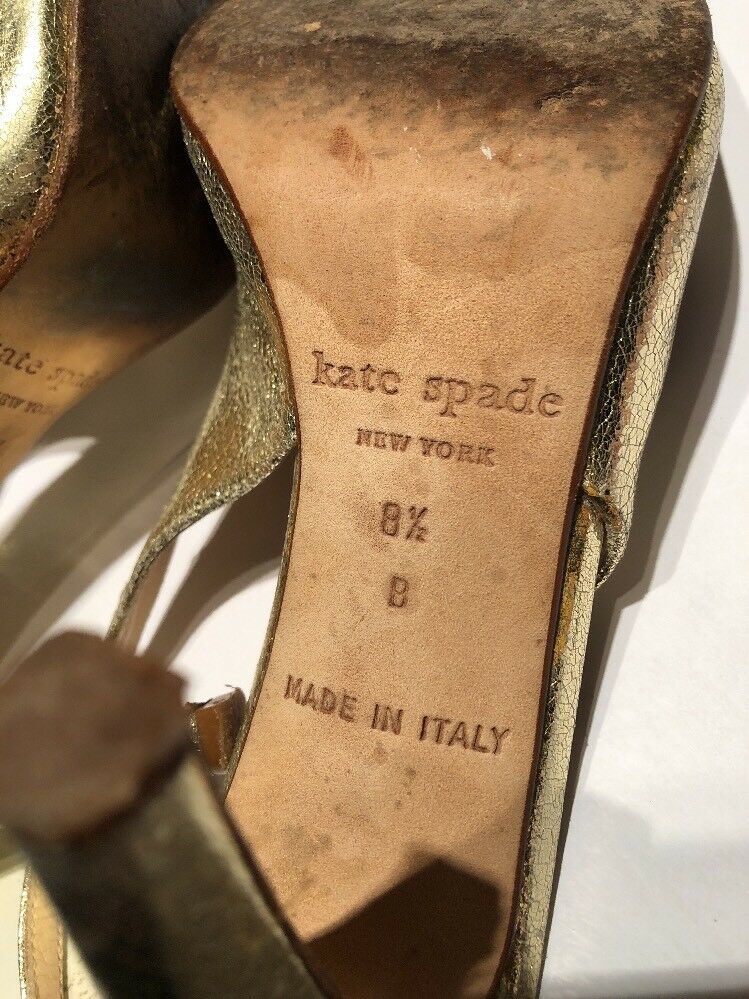 kate spade
NEW YORK
8½
B
MADE IN ITALY